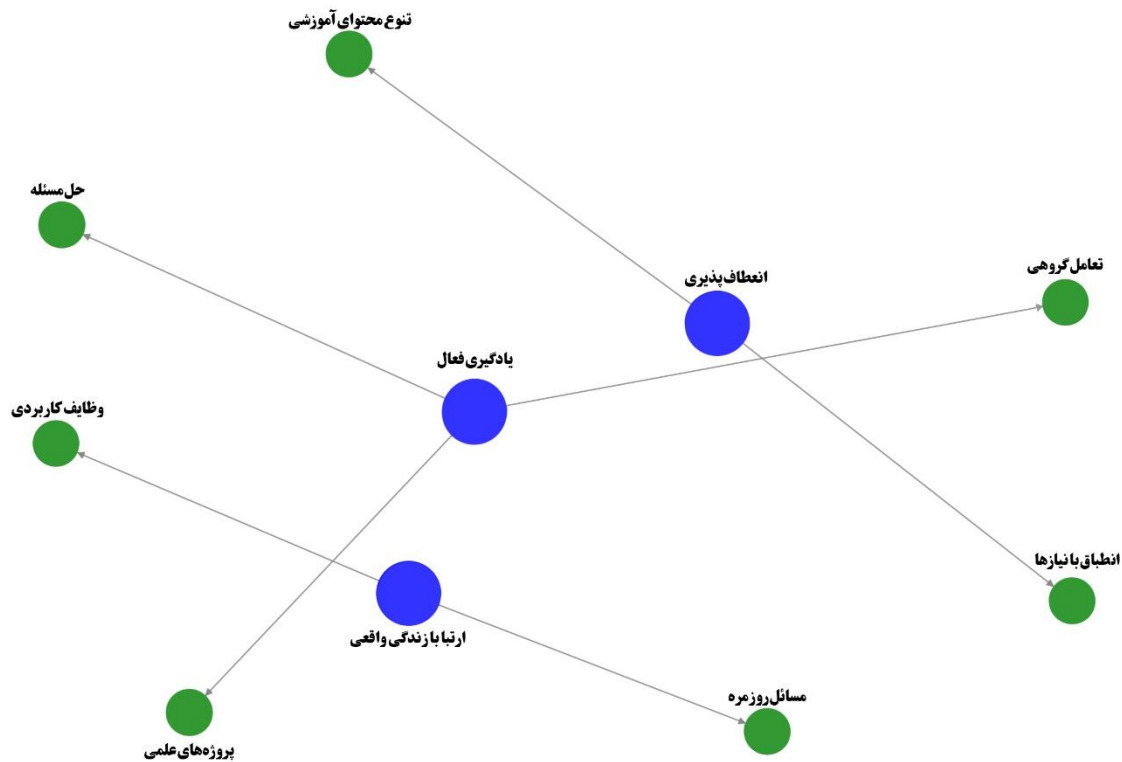 تنوع محتوای آموزشی
حل مسئله
انعطاف‌پذیری
تعامل گروهی
یادگیری فعال
وظایف کاربردی
انطباق با نیازها
ارتبا با زندگی واقعی
مسائل روزمره
پروژه‌های علمی